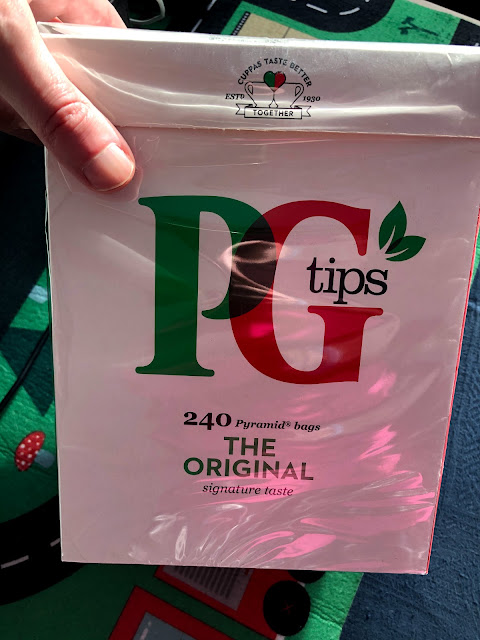 CUPPAS TASTE BETTER
ESTD 1930
TOGETHER
PG
tips
240 Pyramid® bags
THE
ORIGINAL
signature taste